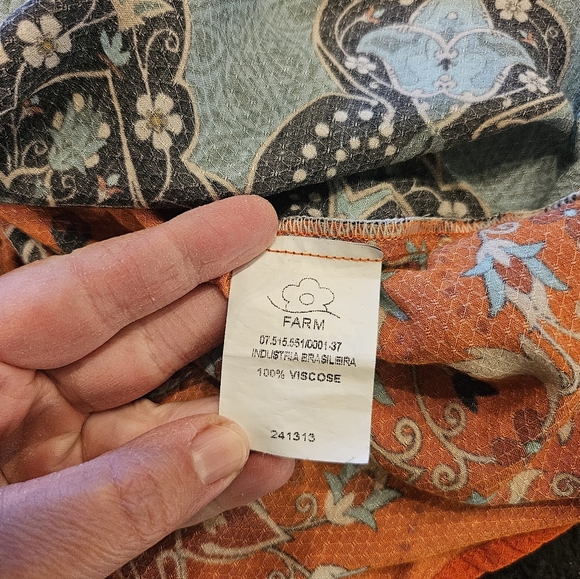 FARM
07.515.551/0001-37
INDUSTRIA BRASILEIRA
100% VISCOSE
241313